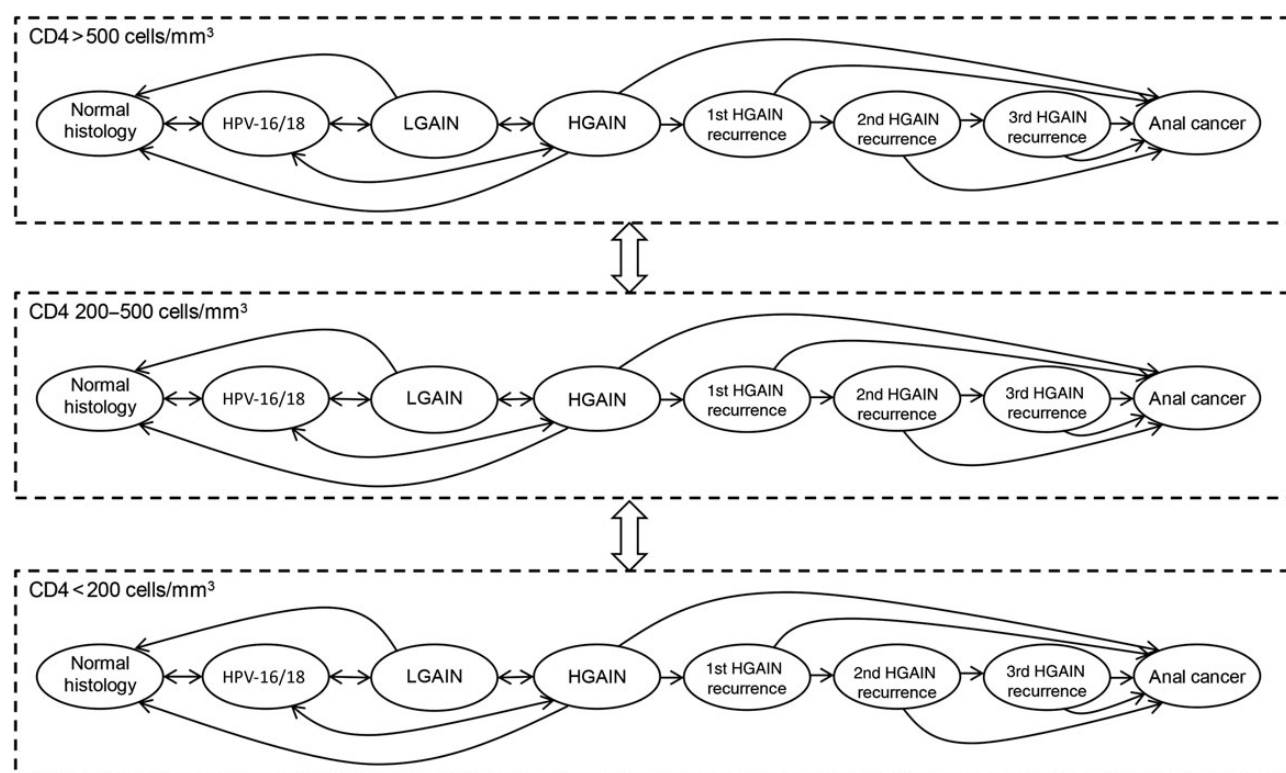 CD4 > 500 cells/mm³
Normal
histology
HPV-16/18
LGAIN
HGAIN
1st HGAIN
recurrence
2nd HGAIN
recurrence
3rd HGAIN
recurrence
Anal cancer
CD4 200–500 cells/mm³
Normal
histology
HPV-16/18
LGAIN
HGAIN
1st HGAIN
recurrence
2nd HGAIN
recurrence
3rd HGAIN
recurrence
Anal cancer
CD4 < 200 cells/mm³
Normal
histology
HPV-16/18
LGAIN
HGAIN
1st HGAIN
recurrence
2nd HGAIN
recurrence
3rd HGAIN
recurrence
Anal cancer